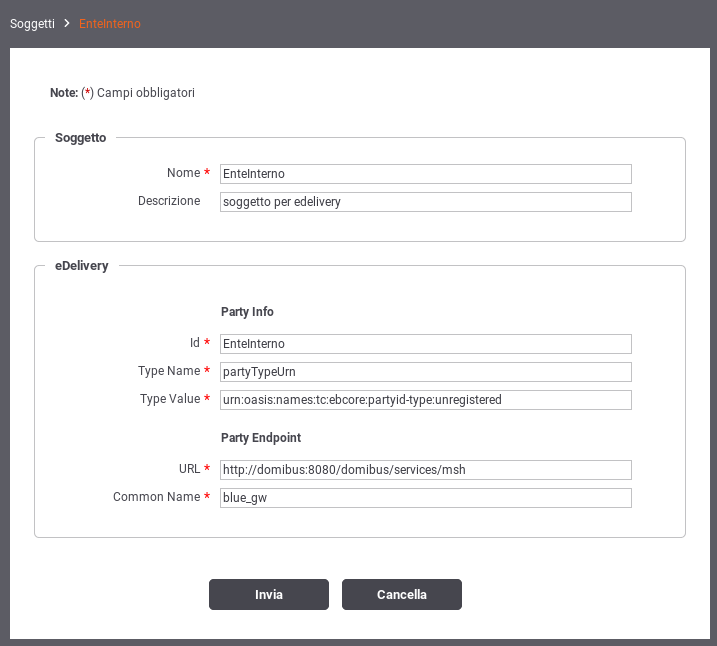 Soggetti > EnteInterno
Note: (*) Campi obbligatori
Soggetto
Nome * EnteInterno
Descrizione soggetto per edelivery
eDelivery
Party Info
Id * EnteInterno
Type Name * partyTypeUrn
Type Value * urn:oasis:names:tc:ebcore:partyid-type:unregistered
Party Endpoint
URL * http://domibus:8080/domibus/services/msh
Common Name * blue_gw
Invia Cancella